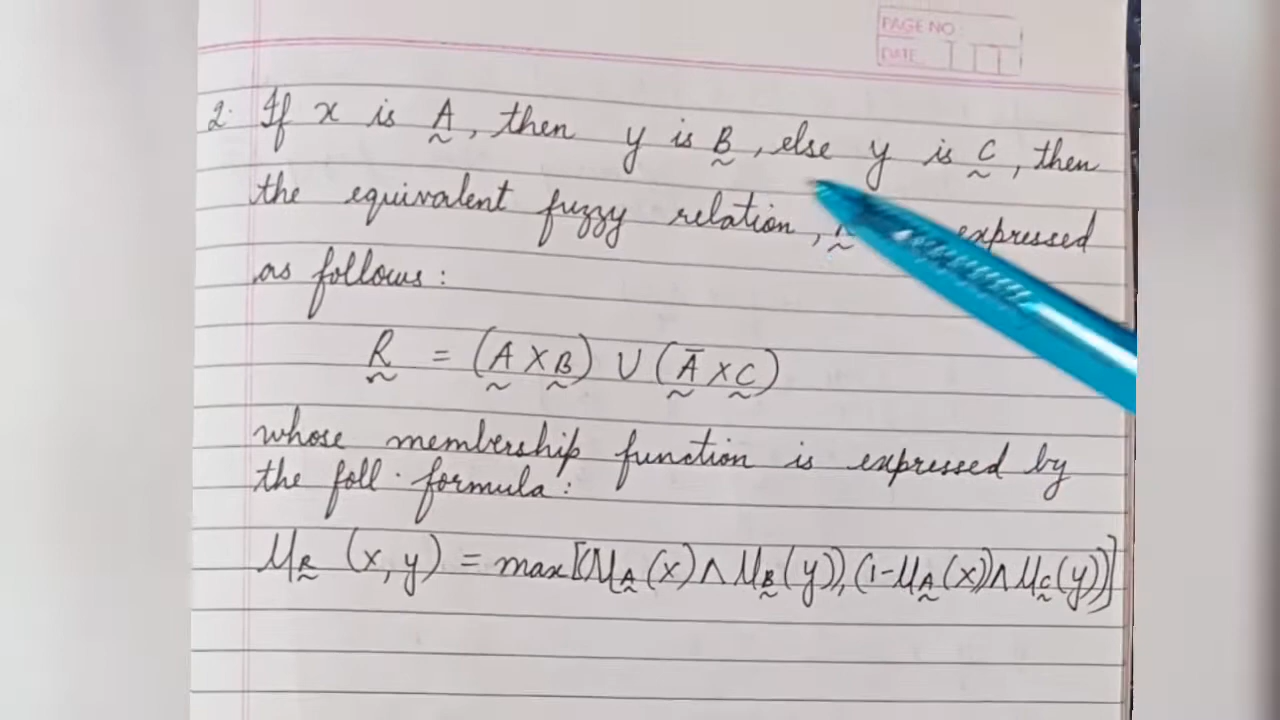 PAGE NO
DATE
2. If x is A̰, then y is B̰, else y is C̰, then
the equivalent fuzzy relation, expressed
as follows:
R̰ = (A̰ × B̰) ∪ (Ā̰ × C̰)
whose membership function is expressed by
the foll. formula:
μR̰ (x, y) = max[(μA̰(x) ∧ μB̰(y)), (1-μA̰(x)) ∧ μC̰(y))]